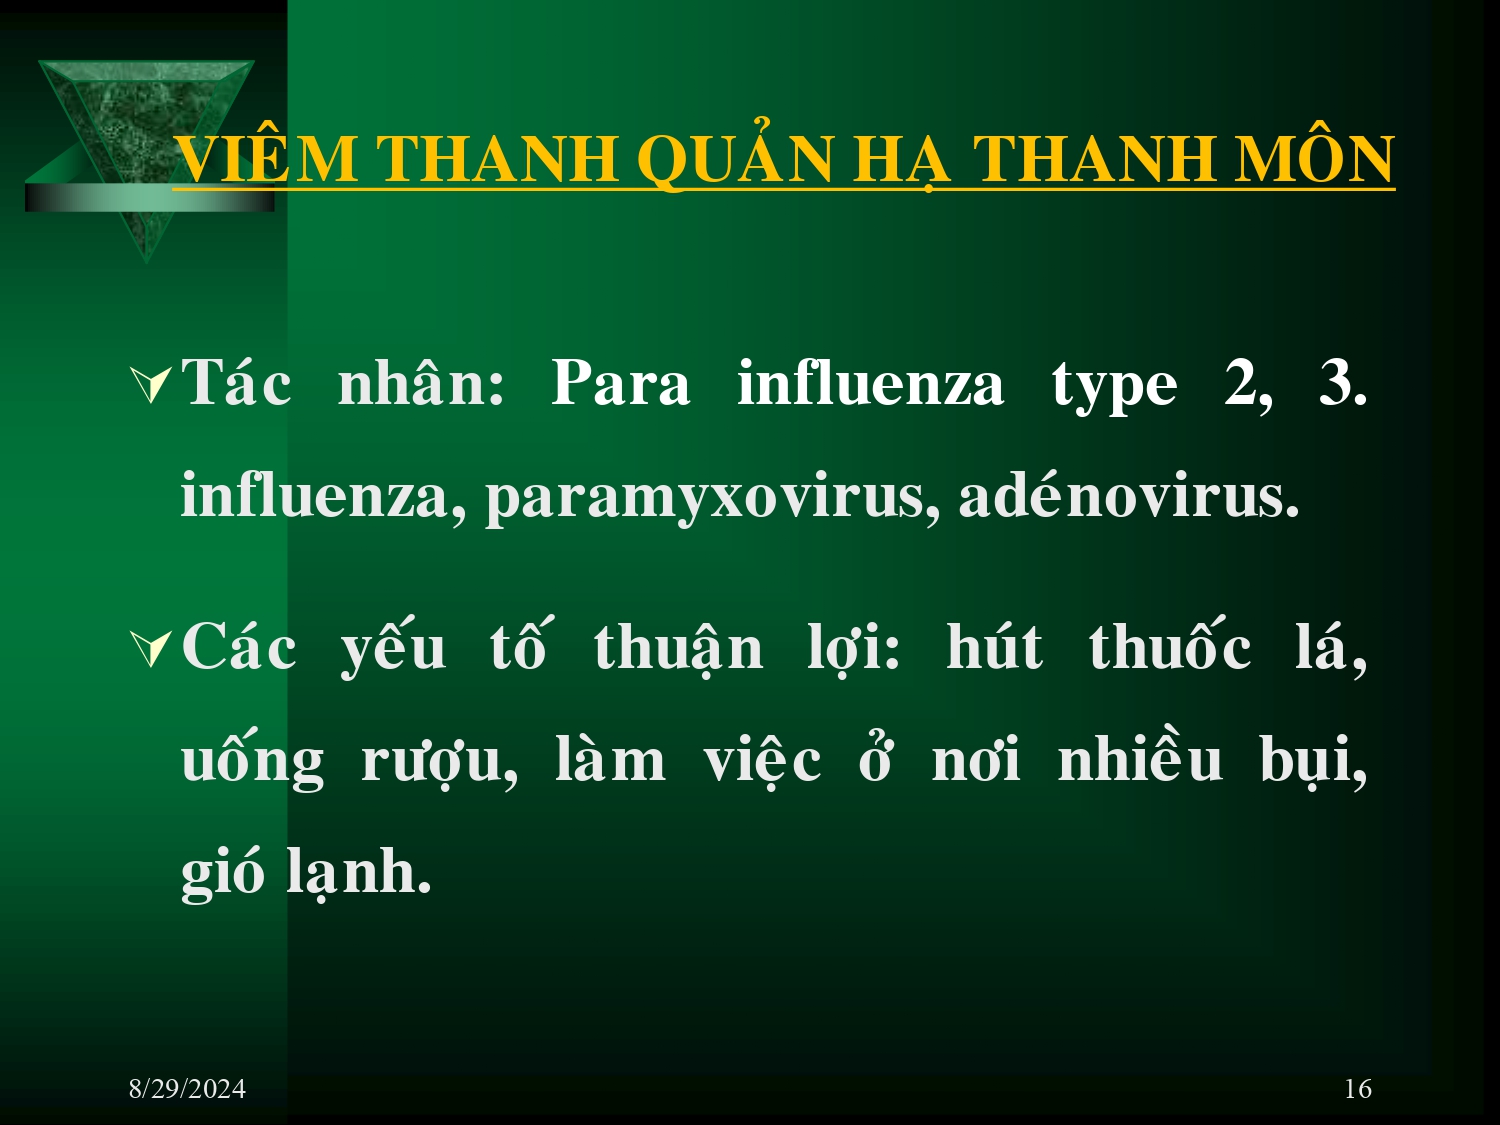 VIÊM THANH QUẢN HẠ THANH MÔN
Tác nhân: Para influenza type 2, 3.
influenza, paramyxovirus, adénovirus.
Các yếu tố thuận lợi: hút thuốc lá,
uống rượu, làm việc ở nơi nhiều bụi,
gió lạnh.
8/29/2024
16